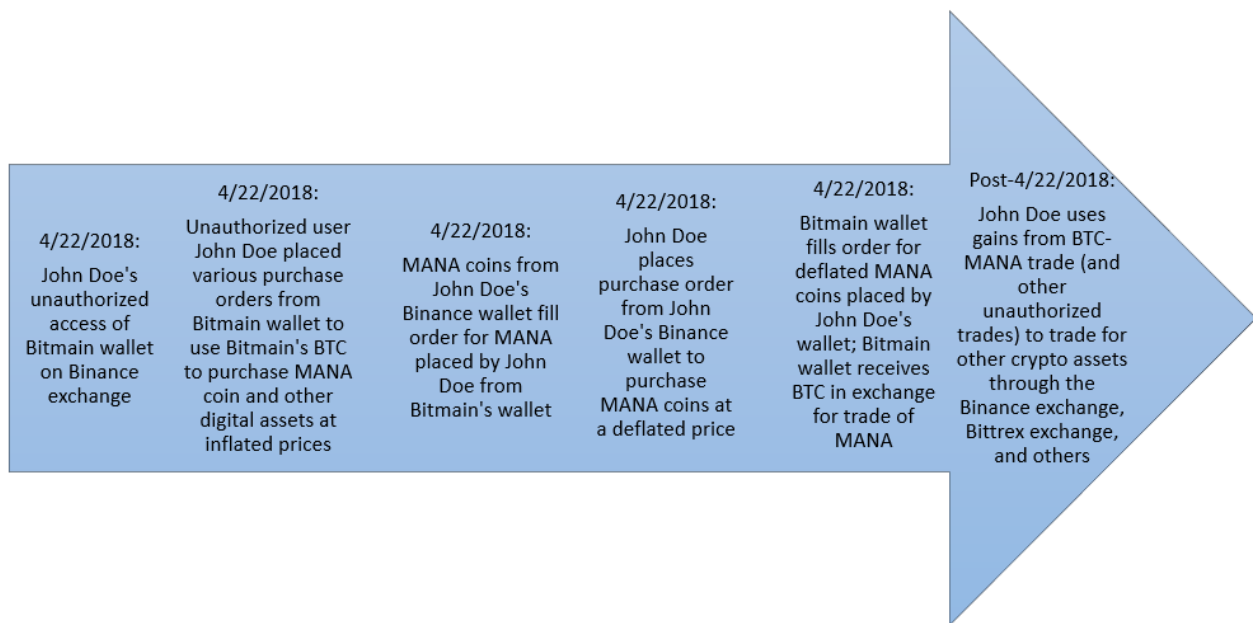 4/22/2018:
John Doe's
unauthorized
access of
Bitmain wallet
on Binance
exchange
4/22/2018:
Unauthorized user
John Doe placed
various purchase
orders from
Bitmain wallet to
use Bitmain's BTC
to purchase MANA
coin and other
digital assets at
inflated prices
4/22/2018:
MANA coins from
John Doe's
Binance wallet fill
order for MANA
placed by John
Doe from
Bitmain's wallet
4/22/2018:
John Doe
places
purchase order
from John
Doe's Binance
wallet to
purchase
MANA coins at
a deflated price
4/22/2018:
Bitmain wallet
fills order for
deflated MANA
coins placed by
John Doe's
wallet; Bitmain
wallet receives
BTC in exchange
for trade of
MANA
Post-4/22/2018:
John Doe uses
gains from BTC-
MANA trade (and
other
unauthorized
trades) to trade for
other crypto assets
through the
Binance exchange,
Bittrex exchange,
and others